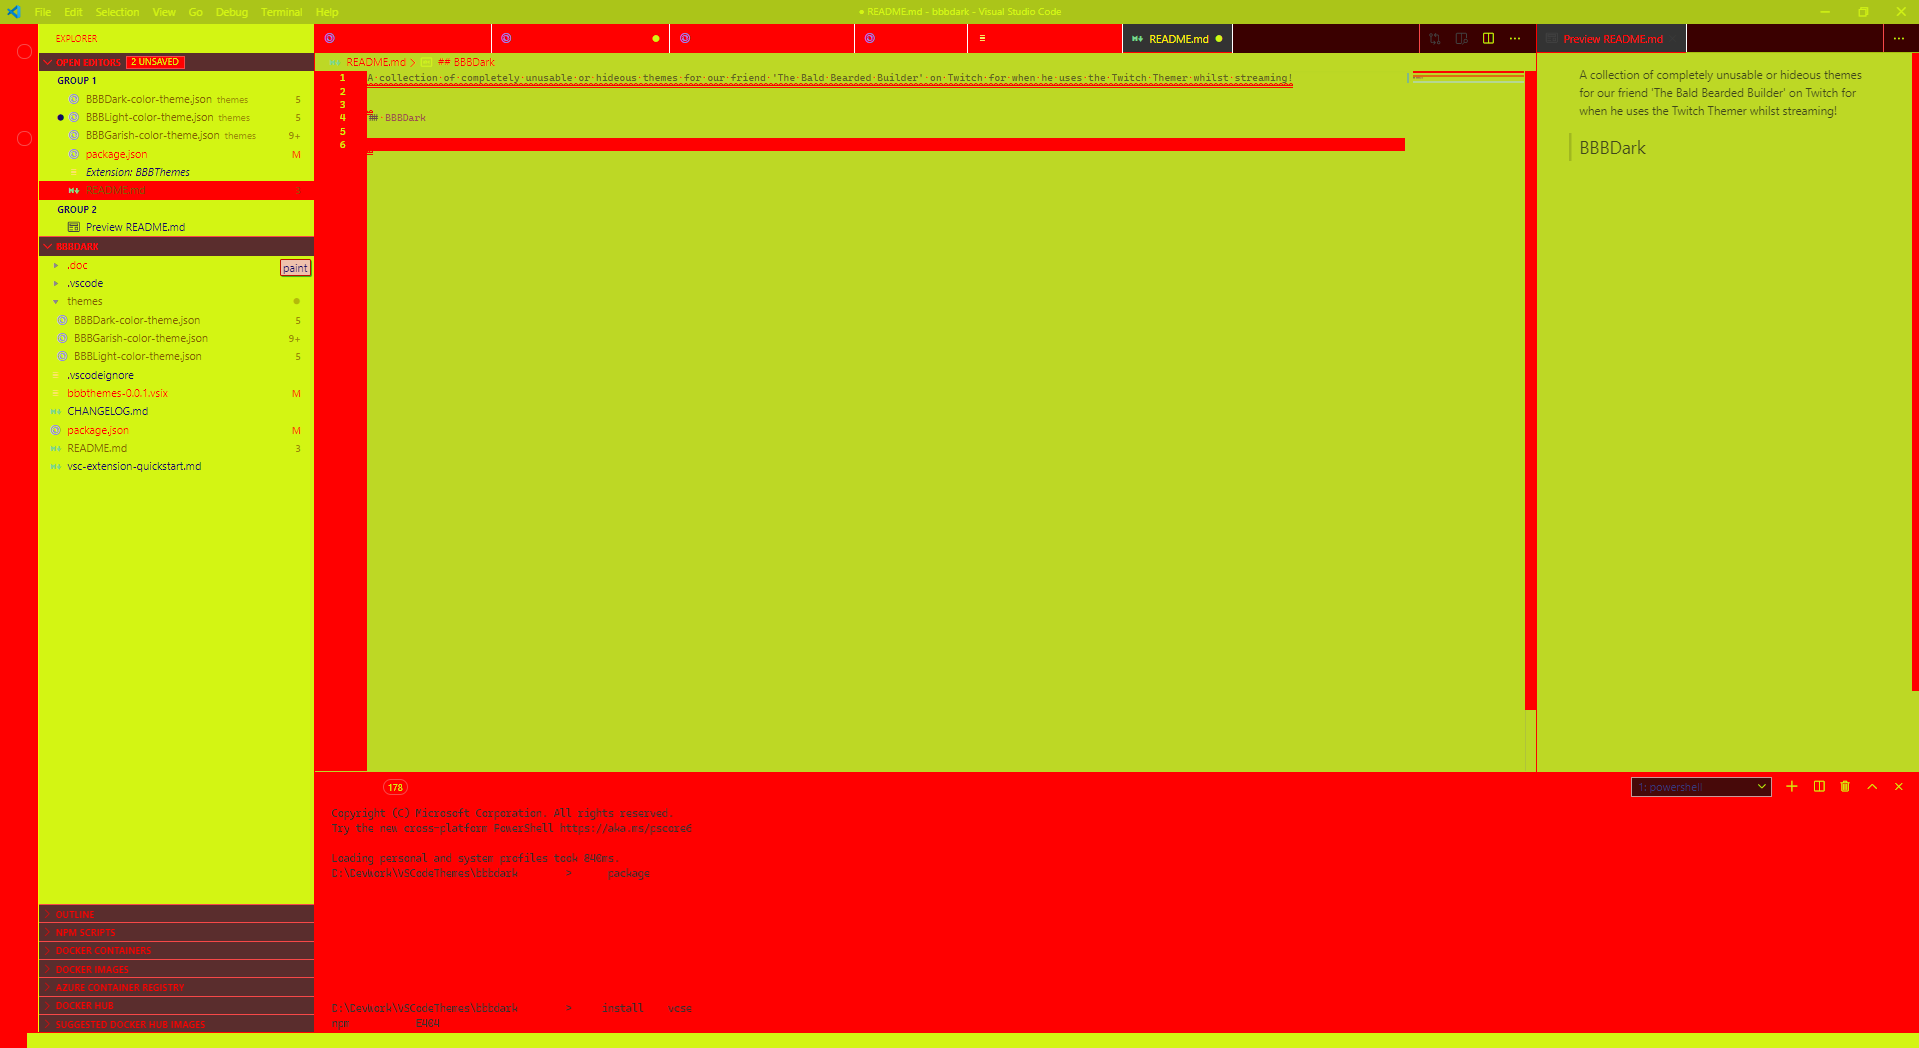 File Edit Selection View Go Debug Terminal Help
● README.md - bbbdark - Visual Studio Code
EXPLORER
OPEN EDITORS 2 UNSAVED
GROUP 1
BBBDark-color-theme.json themes 5
BBBLight-color-theme.json themes 5
BBBGarish-color-theme.json themes 9+
package.json M
Extension: BBBThemes
README.md 3
GROUP 2
Preview README.md
BBBDARK
.doc
paint
.vscode
themes
BBBDark-color-theme.json 5
BBBGarish-color-theme.json 9+
BBBLight-color-theme.json 5
.vscodeignore
bbbthemes-0.0.1.vsix M
CHANGELOG.md
package.json M
README.md 3
vsc-extension-quickstart.md
OUTLINE
NPM SCRIPTS
DOCKER CONTAINERS
DOCKER IMAGES
AZURE CONTAINER REGISTRY
DOCKER HUB
SUGGESTED DOCKER HUB IMAGES
README.md
README.md > ## BBBDark
1 A collection of completely unusable or hideous themes for our friend 'The Bald Bearded Builder' on Twitch for when he uses the Twitch Themer whilst streaming!
2
3
4 ## BBBDark
5
6
Preview README.md
A collection of completely unusable or hideous themes
for our friend 'The Bald Bearded Builder' on Twitch for
when he uses the Twitch Themer whilst streaming!
BBBDark
178
1: powershell
Copyright (C) Microsoft Corporation. All rights reserved.
Try the new cross-platform PowerShell https://aka.ms/pscore6
Loading personal and system profiles took 840ms.
E:\DevWork\VSCodeThemes\bbbdark > package
E:\DevWork\VSCodeThemes\bbbdark > install vcse
npm E404